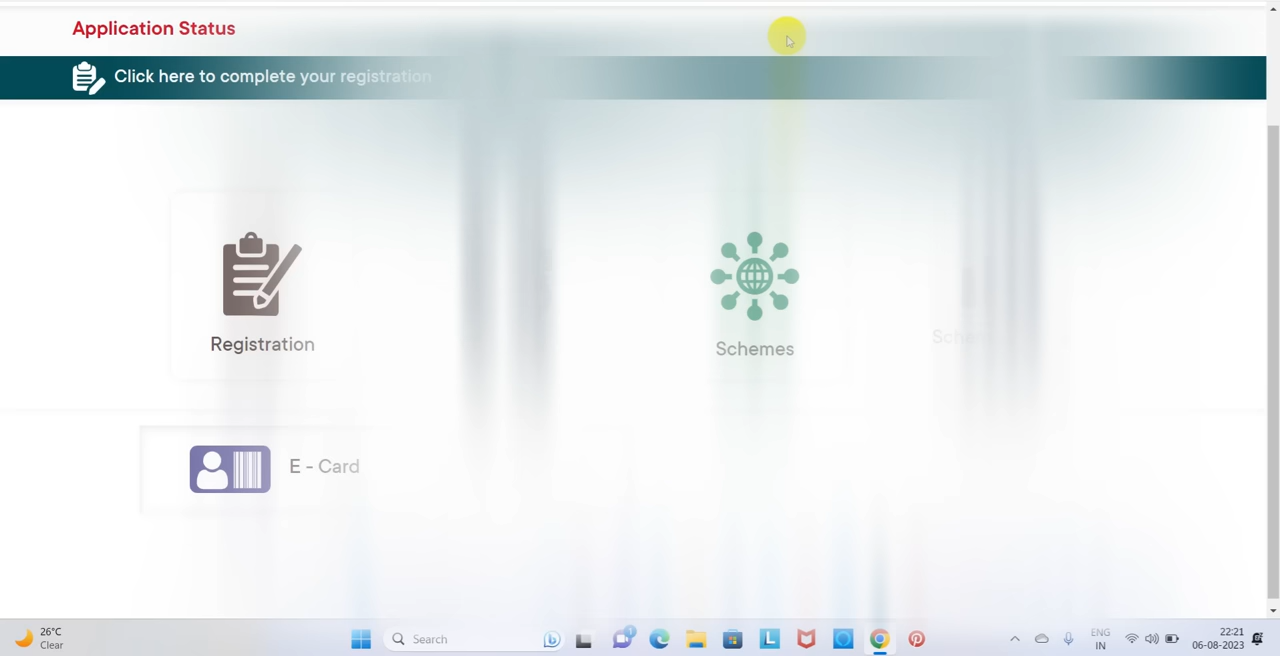 Application Status
Click here to complete your registration
Registration
Schemes
E - Card
26°C
Clear
Search
ENG
IN
22:21
06-08-2023